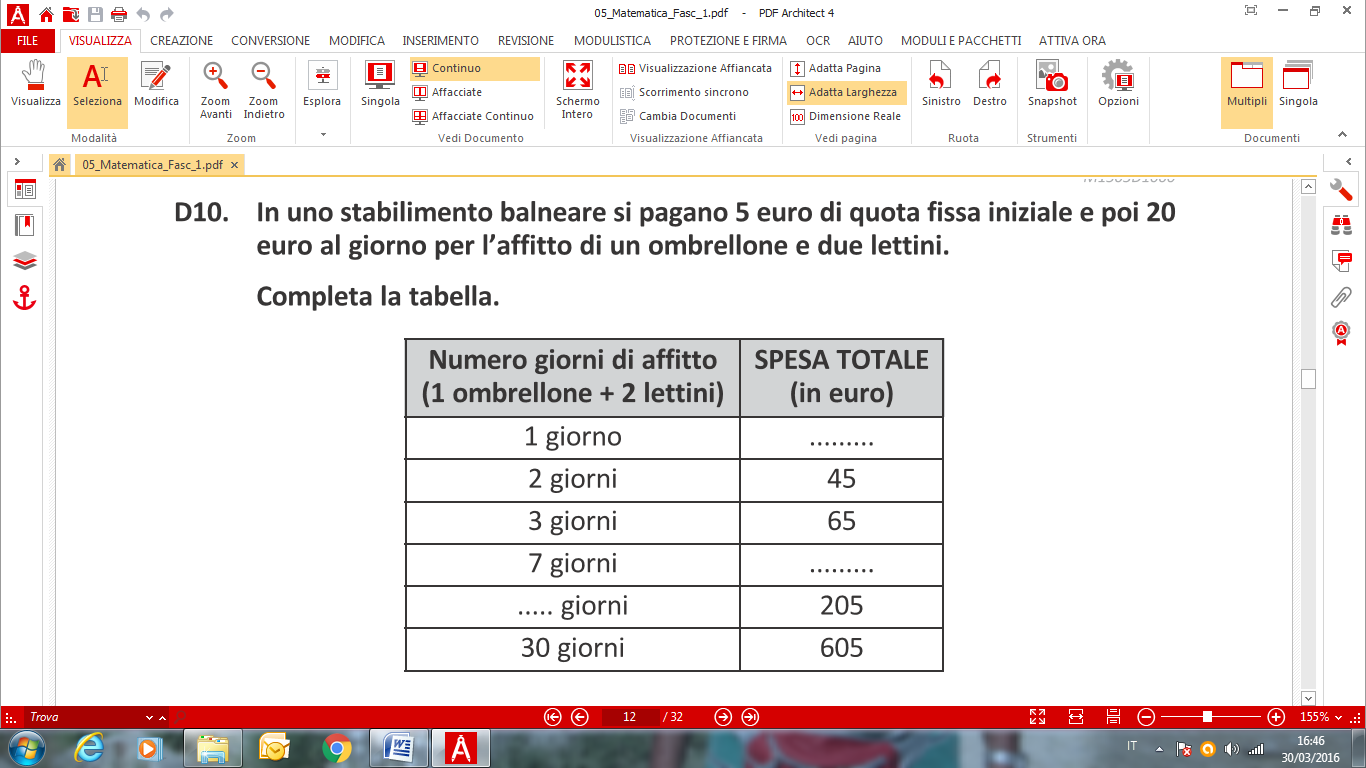 05_Matematica_Fasc_1.pdf - PDF Architect 4
FILE VISUALIZZA CREAZIONE CONVERSIONE MODIFICA INSERIMENTO REVISIONE MODULISTICA PROTEZIONE E FIRMA OCR AIUTO MODULI E PACCHETTI ATTIVA ORA
Visualizza Seleziona Modifica
Modalità
Zoom Avanti Zoom Indietro
Zoom
Esplora
Singola
Continuo
Affacciate
Affacciate Continuo
Vedi Documento
Schermo Intero
Visualizzazione Affiancata
Scorrimento sincrono
Cambia Documenti
Visualizzazione Affiancata
Adatta Pagina
Adatta Larghezza
100 Dimensione Reale
Vedi pagina
Sinistro Destro
Ruota
Snapshot
Strumenti
Opzioni
Multipli Singola
Documenti
05_Matematica_Fasc_1.pdf
D10. In uno stabilimento balneare si pagano 5 euro di quota fissa iniziale e poi 20
euro al giorno per l’affitto di un ombrellone e due lettini.
Completa la tabella.
Numero giorni di affitto SPESA TOTALE
(1 ombrellone + 2 lettini) (in euro)
1 giorno .........
2 giorni 45
3 giorni 65
7 giorni .........
..... giorni 205
30 giorni 605
Trova 12 / 32 155%
IT 16:46
30/03/2016